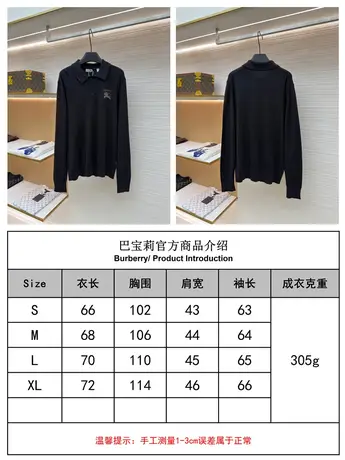 巴宝莉官方商品介绍
Burberry/ Product Introduction
Size 衣长 胸围 肩宽 袖长 成衣克重
S 66 102 43 63
M 68 106 44 64
L 70 110 45 65
XL 72 114 46 66
305g
温馨提示：手工测量1-3cm误差属于正常